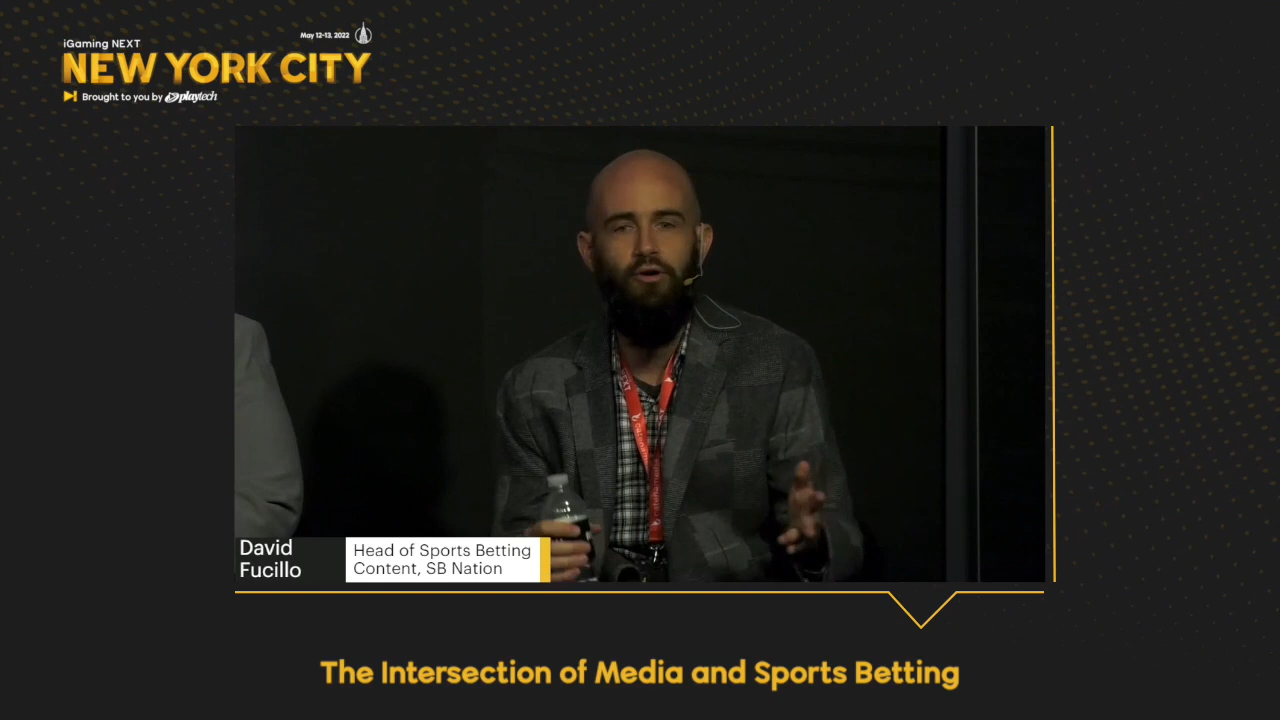 May 12-13, 2022
iGaming NEXT
NEW YORK CITY
Brought to you by playtech
David
Fucillo
Head of Sports Betting
Content, SB Nation
The Intersection of Media and Sports Betting